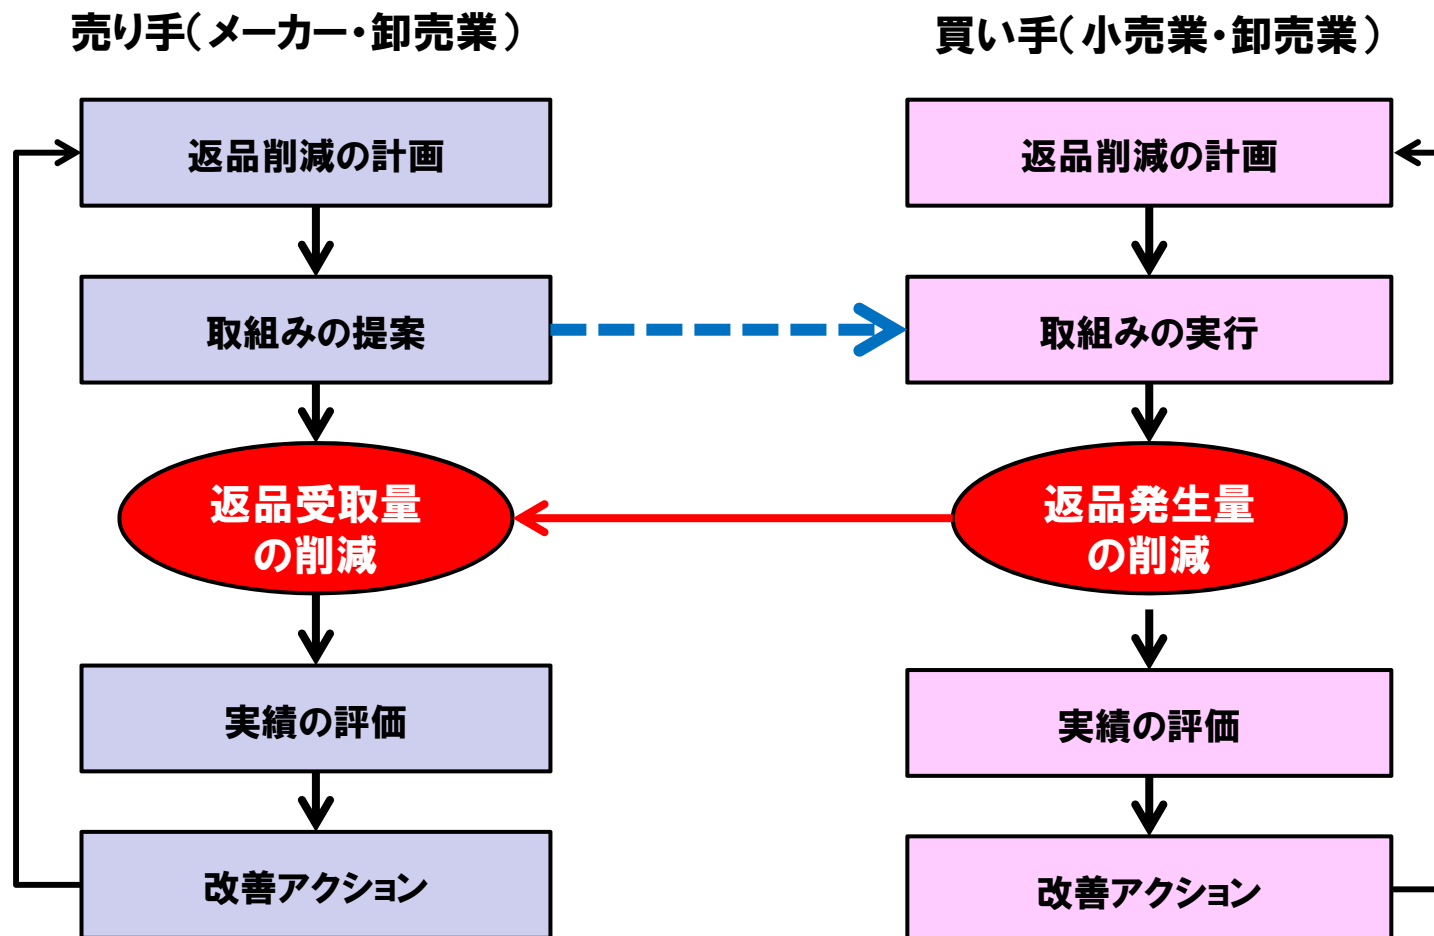 売り手（メーカー・卸売業）
返品削減の計画
取組みの提案
返品受取量
の削減
実績の評価
改善アクション
買い手（小売業・卸売業）
返品削減の計画
取組みの実行
返品発生量
の削減
実績の評価
改善アクション